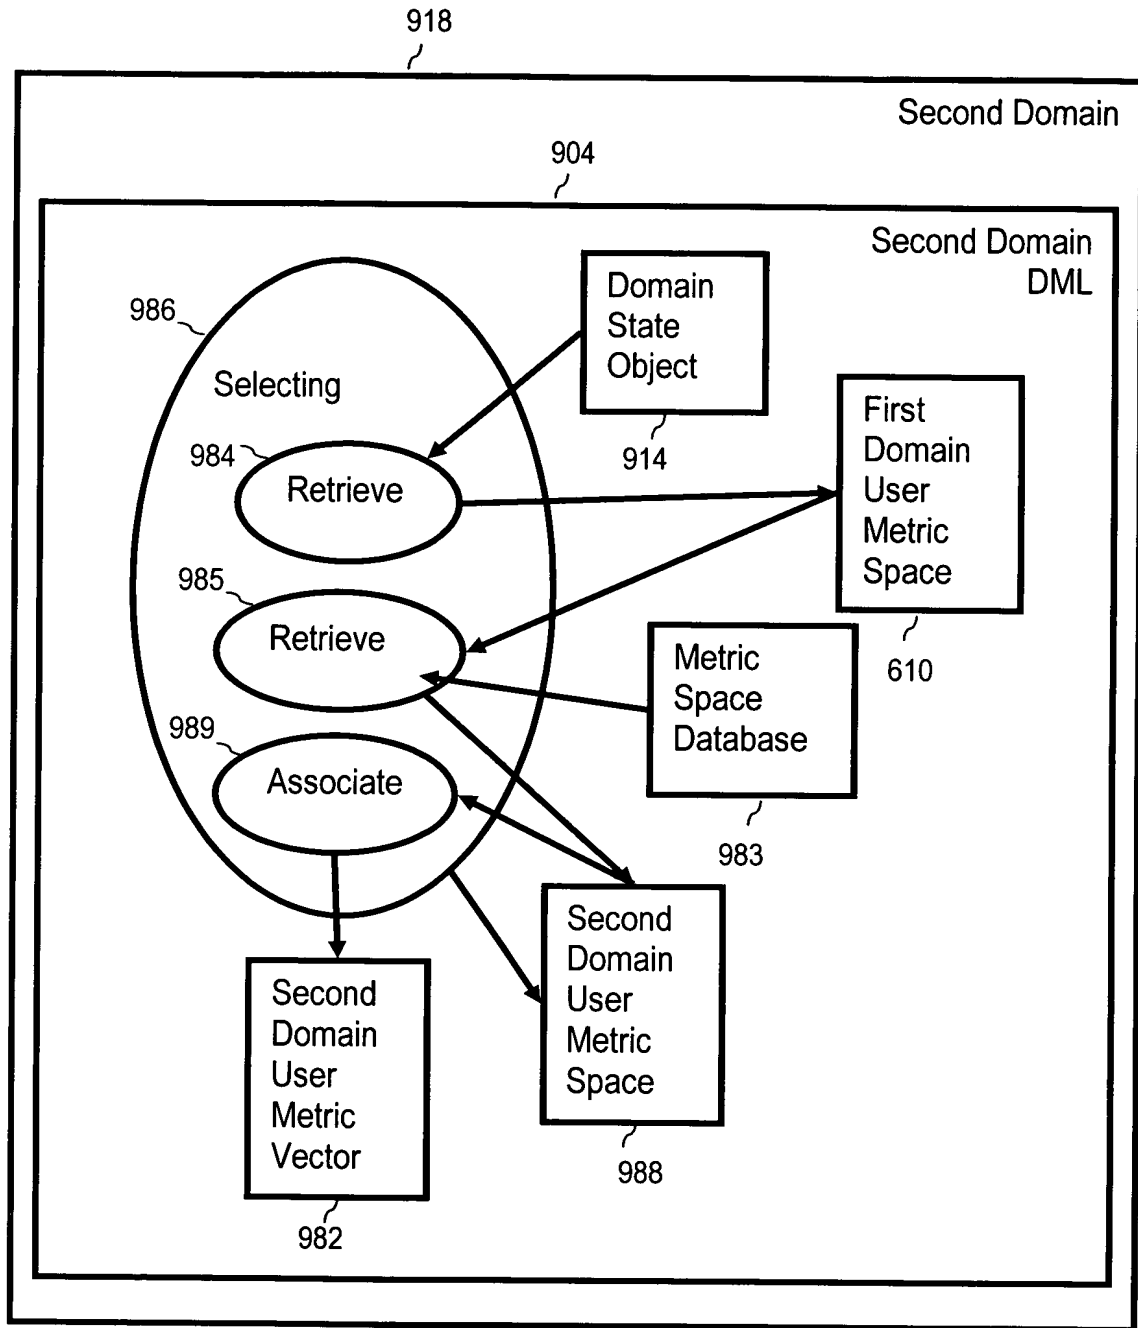 918
Second Domain
904
Second Domain
DML
986
Selecting
Domain
State
Object
914
984
Retrieve
First
Domain
User
Metric
Space
610
985
Retrieve
Metric
Space
Database
983
989
Associate
Second
Domain
User
Metric
Space
988
Second
Domain
User
Metric
Vector
982